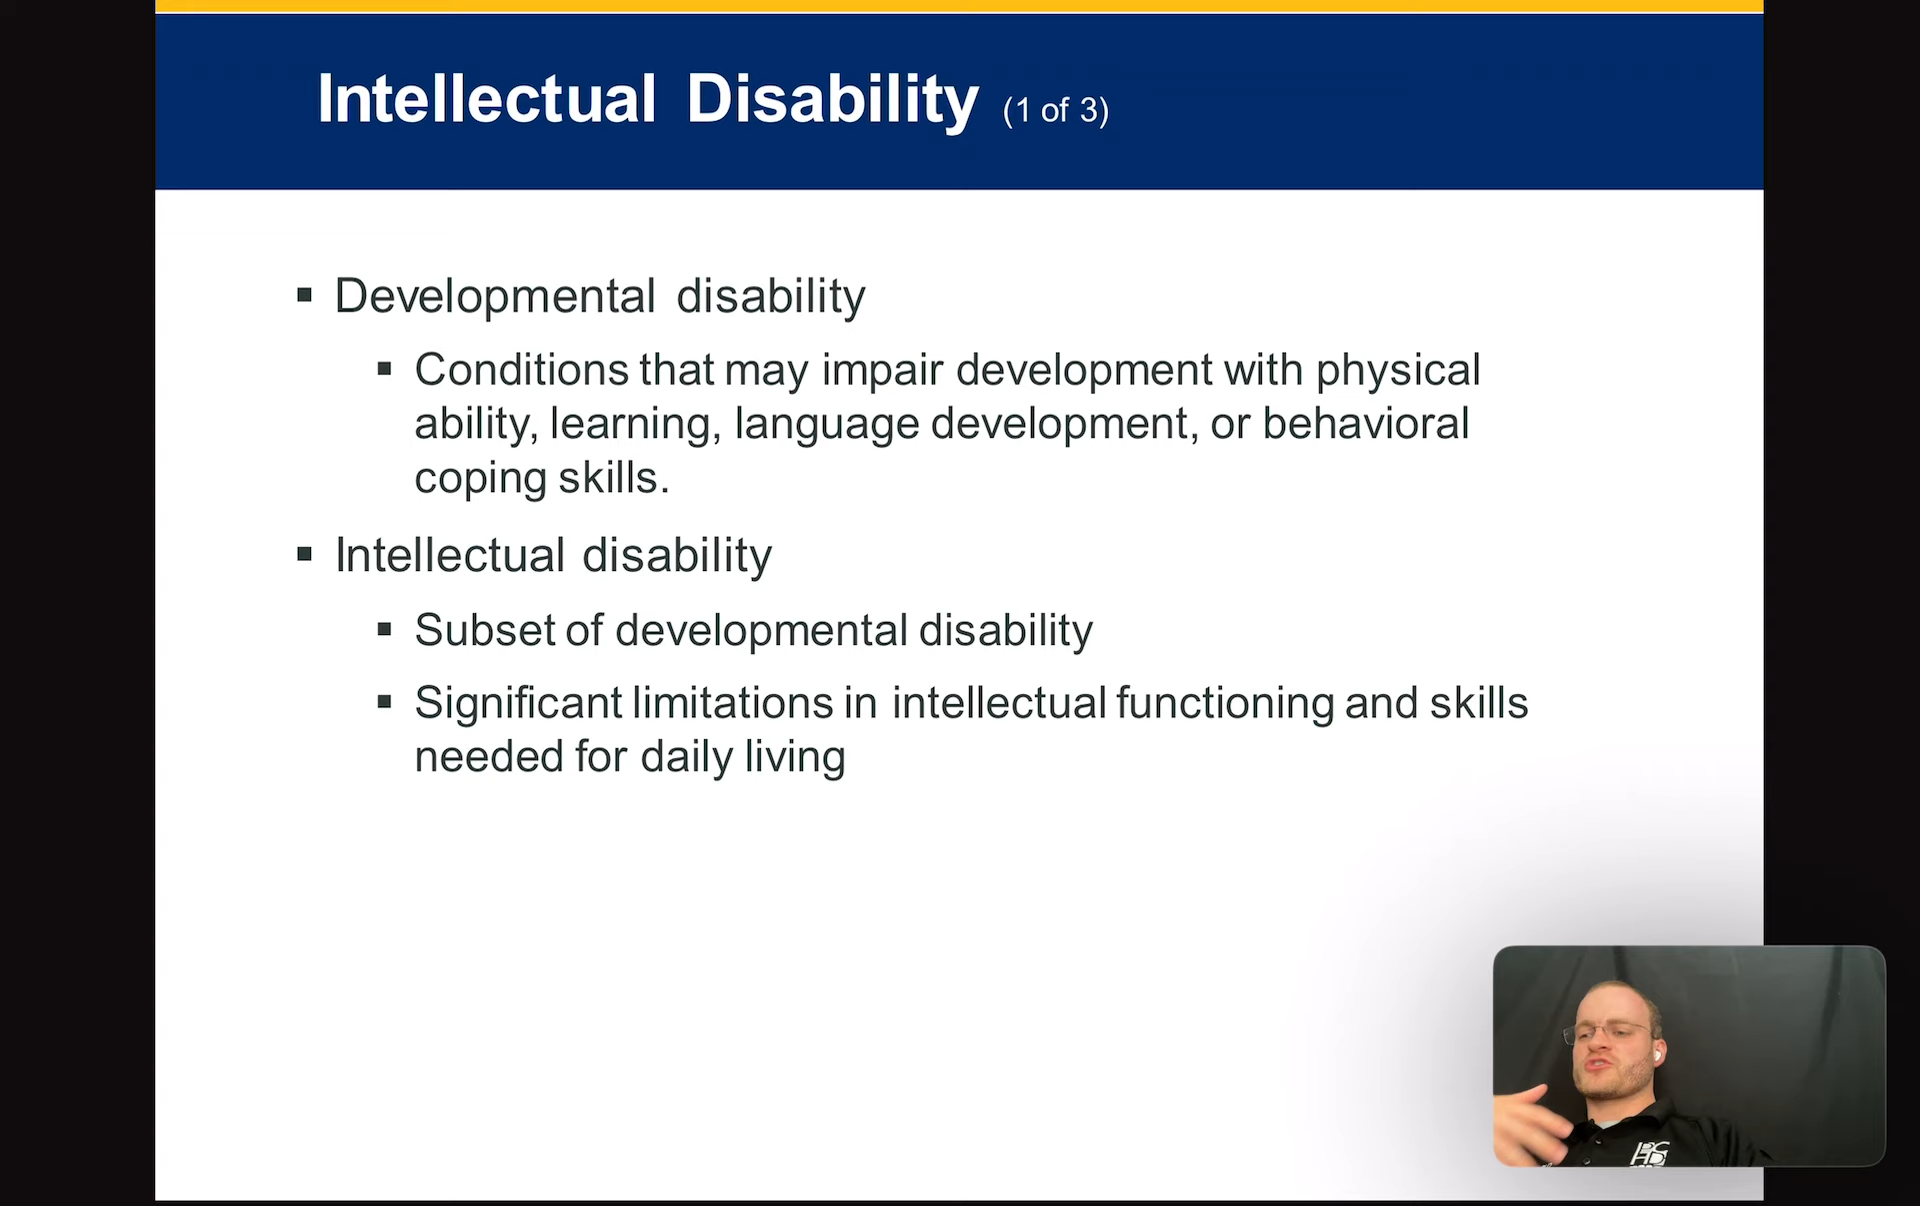 Intellectual Disability (1 of 3)
▪ Developmental disability
▪ Conditions that may impair development with physical
ability, learning, language development, or behavioral
coping skills.
▪ Intellectual disability
▪ Subset of developmental disability
▪ Significant limitations in intellectual functioning and skills
needed for daily living